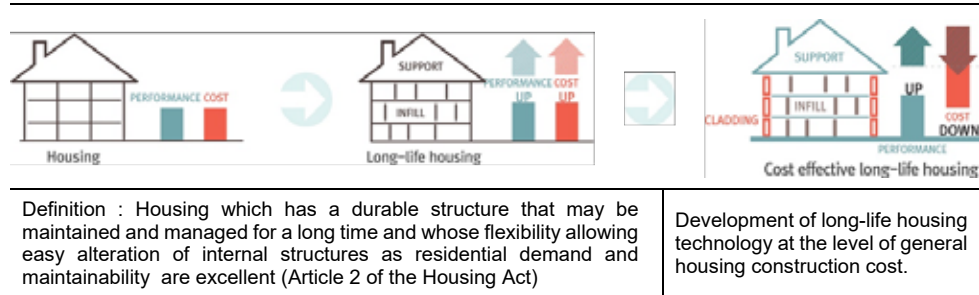 PERFORMANCE COST
Housing
SUPPORT
INFILL
PERFORMANCE COST
UP UP
Long-life housing
SUPPORT
INFILL
CLADDING
UP
COST
DOWN
PERFORMANCE
Cost effective long-life housing
Definition : Housing which has a durable structure that may be
maintained and managed for a long time and whose flexibility allowing
easy alteration of internal structures as residential demand and
maintainability are excellent (Article 2 of the Housing Act)
Development of long-life housing
technology at the level of general
housing construction cost.